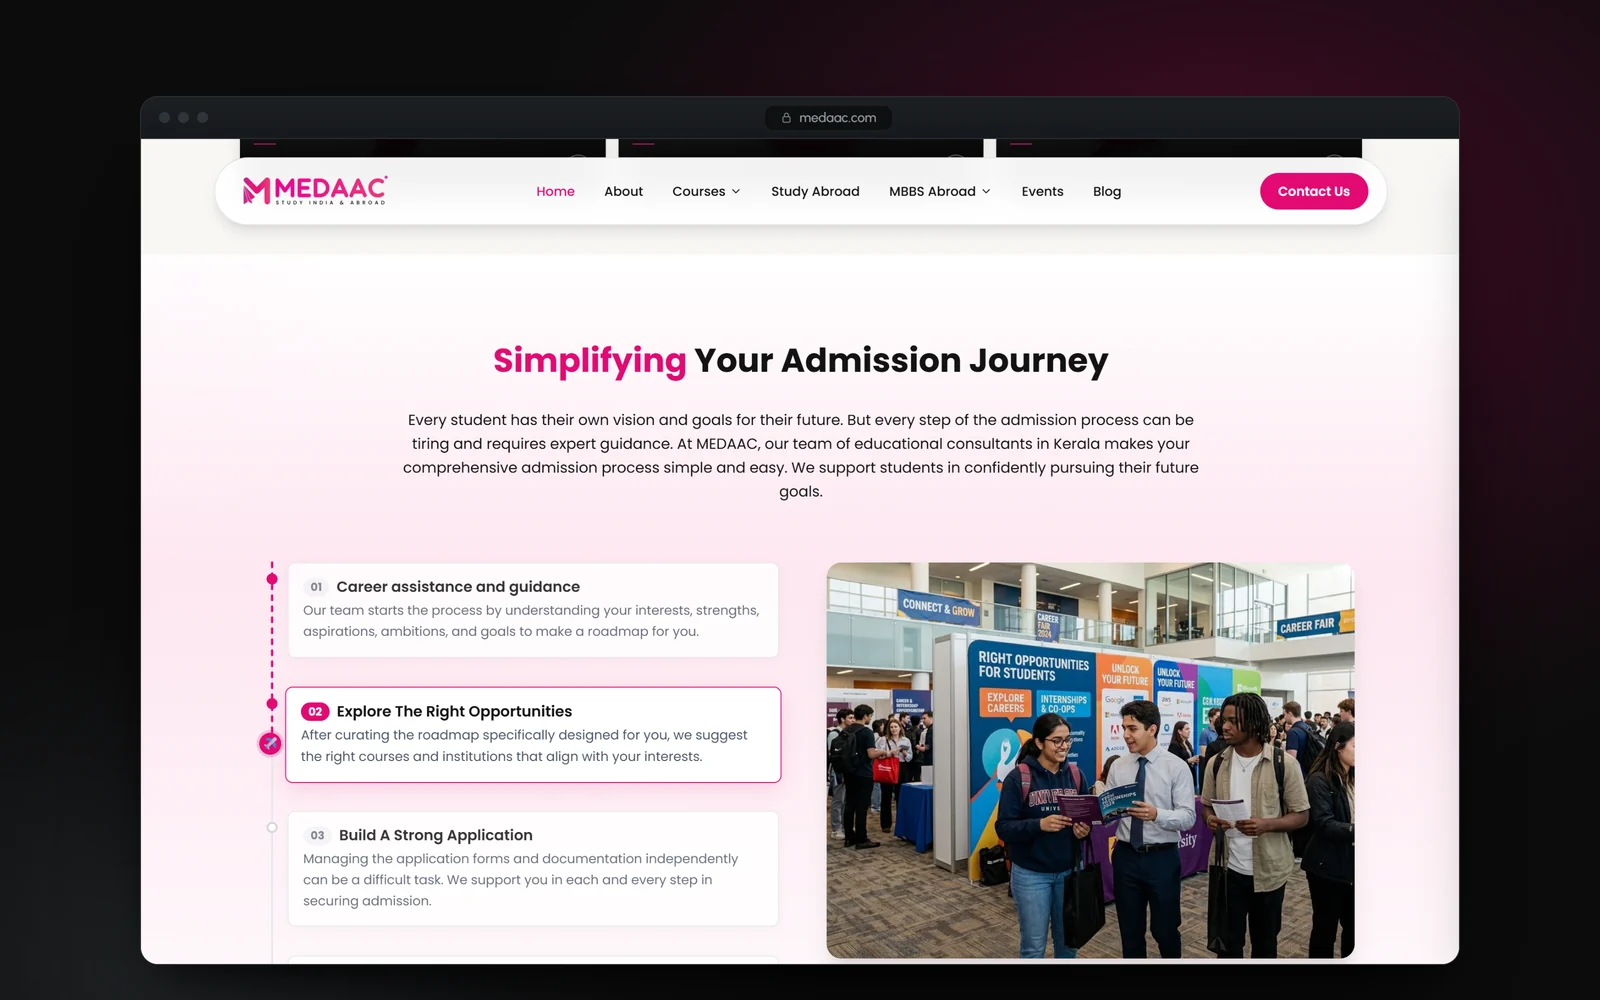 medaac.com
MEDAAC
STUDY INDIA & ABROAD
Home
About
Courses
Study Abroad
MBBS Abroad
Events
Blog
Contact Us
Simplifying Your Admission Journey
Every student has their own vision and goals for their future. But every step of the admission process can be
tiring and requires expert guidance. At MEDAAC, our team of educational consultants in Kerala makes your
comprehensive admission process simple and easy. We support students in confidently pursuing their future
goals.
01 Career assistance and guidance
Our team starts the process by understanding your interests, strengths,
aspirations, ambitions, and goals to make a roadmap for you.
02 Explore The Right Opportunities
After curating the roadmap specifically designed for you, we suggest
the right courses and institutions that align with your interests.
03 Build A Strong Application
Managing the application forms and documentation independently
can be a difficult task. We support you in each and every step in
securing admission.
CONNECT & GROW
CAREER
FAIR
2024
CAREER FAIR
RIGHT OPPORTUNITIES
FOR STUDENTS
EXPLORE
CAREERS
INTERNSHIPS
& CO-OPS
UNLOCK
YOUR FUTURE
Google
UNLOCK
YOUR FUTURE